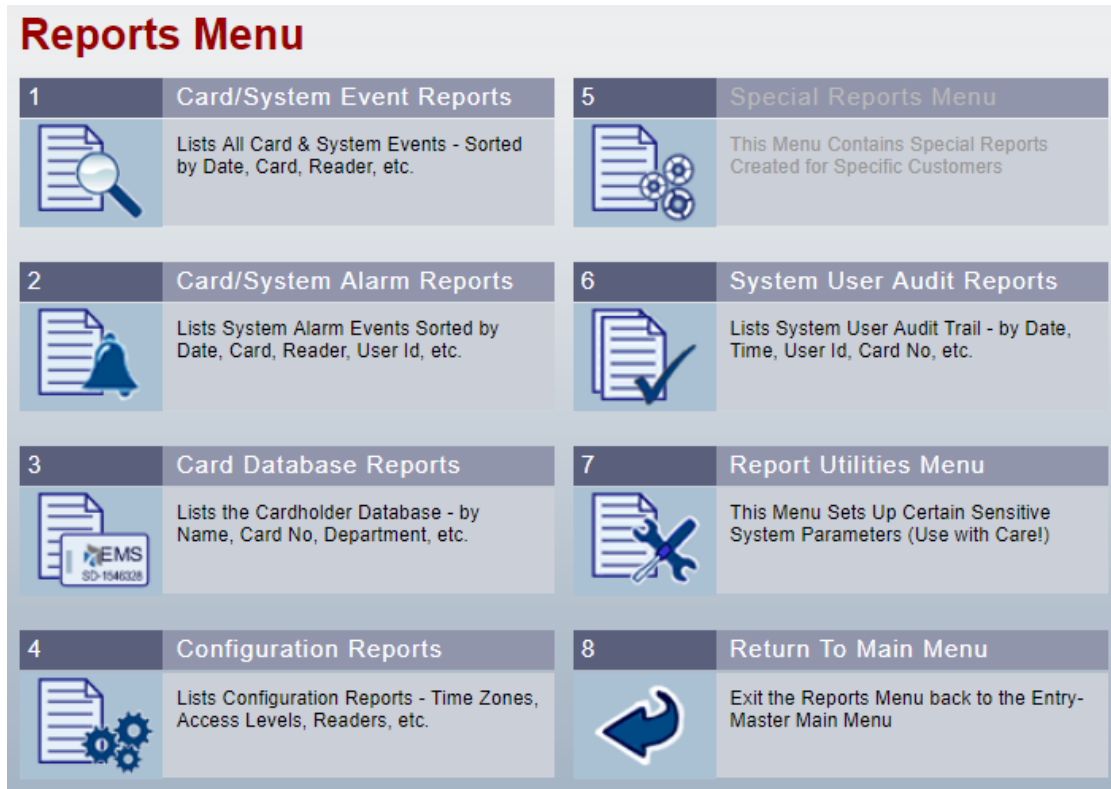 Reports Menu
1
Card/System Event Reports
Lists All Card & System Events - Sorted
by Date, Card, Reader, etc.
2
Card/System Alarm Reports
Lists System Alarm Events Sorted by
Date, Card, Reader, User Id, etc.
3
Card Database Reports
EMS
SD-1546328
Lists the Cardholder Database - by
Name, Card No, Department, etc.
4
Configuration Reports
Lists Configuration Reports - Time Zones,
Access Levels, Readers, etc.
5
Special Reports Menu
This Menu Contains Special Reports
Created for Specific Customers
6
System User Audit Reports
Lists System User Audit Trail - by Date,
Time, User Id, Card No, etc.
7
Report Utilities Menu
This Menu Sets Up Certain Sensitive
System Parameters (Use with Care!)
8
Return To Main Menu
Exit the Reports Menu back to the Entry-
Master Main Menu